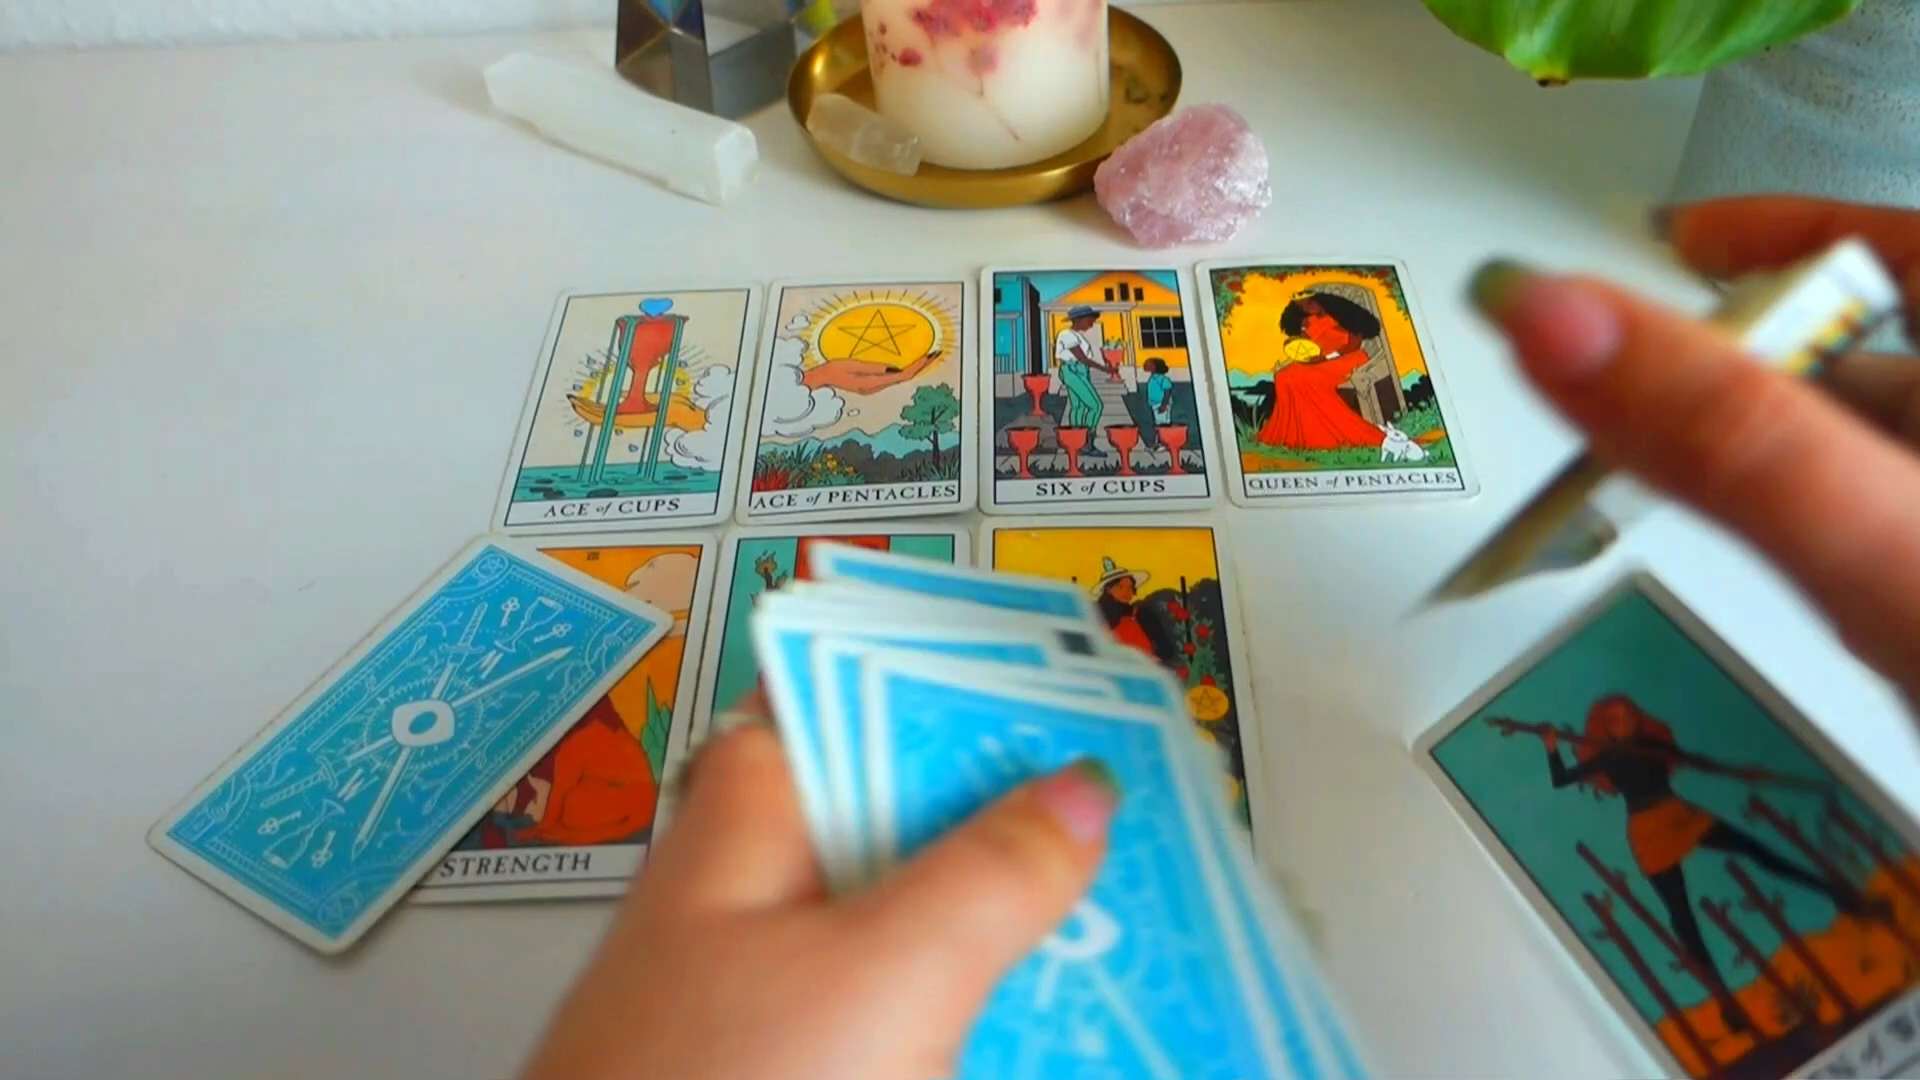 ACE of CUPS
ACE of PENTACLES
SIX of CUPS
QUEEN of PENTACLES
STRENGTH